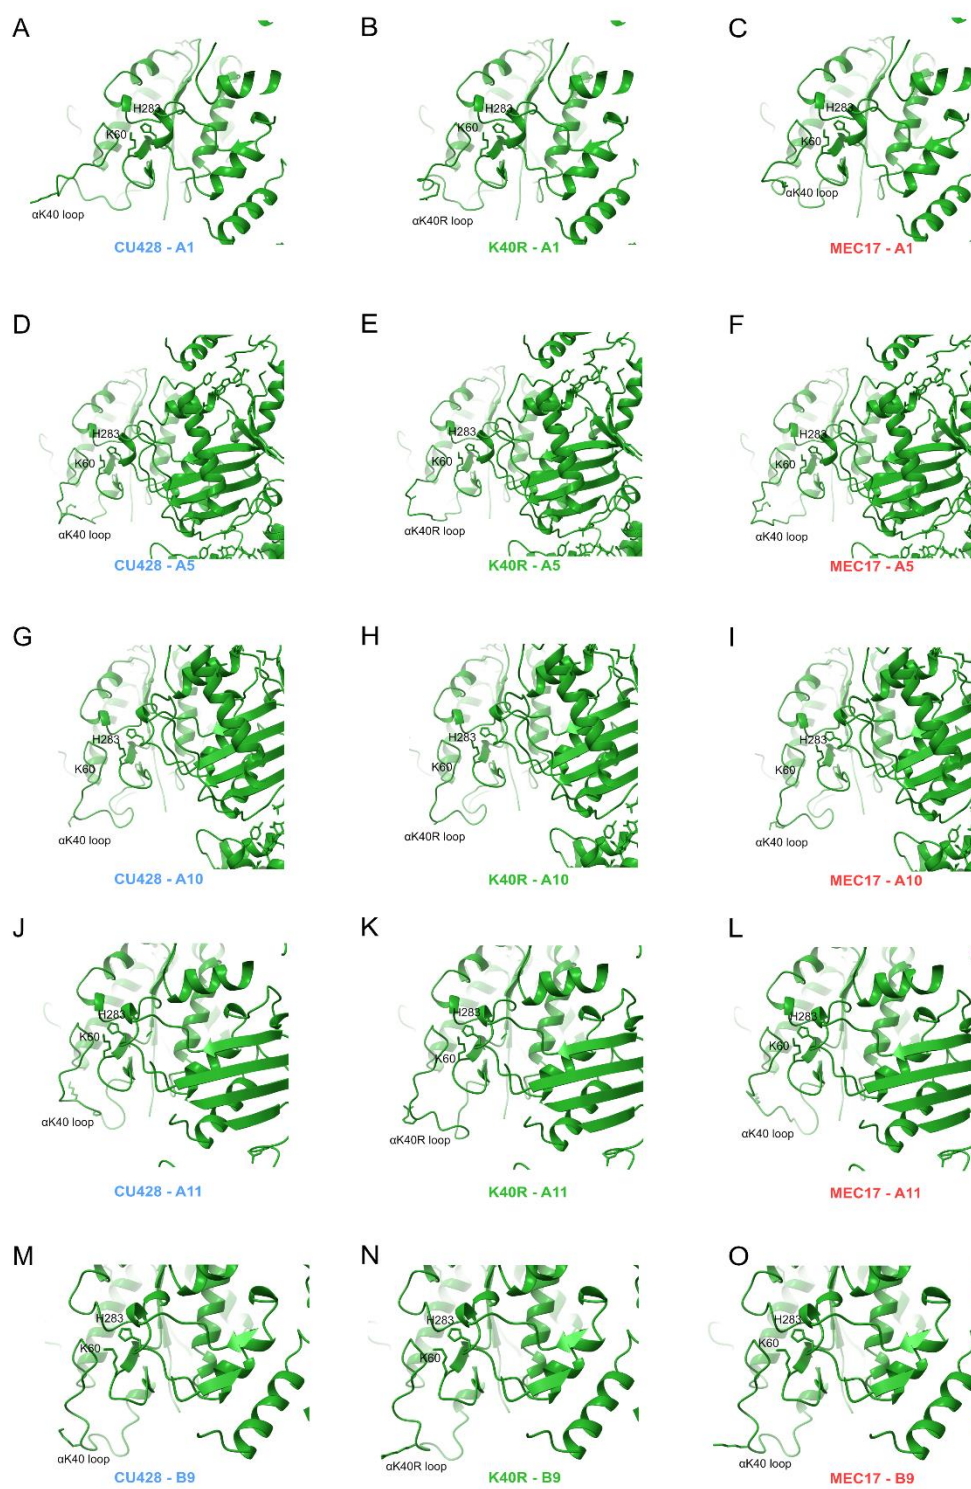 A
B
C
H283
K60
αK40 loop
H283
K60
αK40R loop
H283
K60
αK40 loop
CU428 - A1
K40R - A1
MEC17 - A1
D
E
F
H283
K60
αK40 loop
H283
K60
αK40R loop
H283
K60
αK40 loop
CU428 - A5
K40R - A5
MEC17 - A5
G
H
I
H283
K60
αK40 loop
H283
K60
αK40R loop
H283
K60
αK40 loop
CU428 - A10
K40R - A10
MEC17 - A10
J
K
L
H283
K60
αK40 loop
H283
K60
αK40R loop
H283
K60
αK40 loop
CU428 - A11
K40R - A11
MEC17 - A11
M
N
O
H283
K60
αK40 loop
H283
K60
αK40R loop
H283
K60
αK40 loop
CU428 - B9
K40R - B9
MEC17 - B9